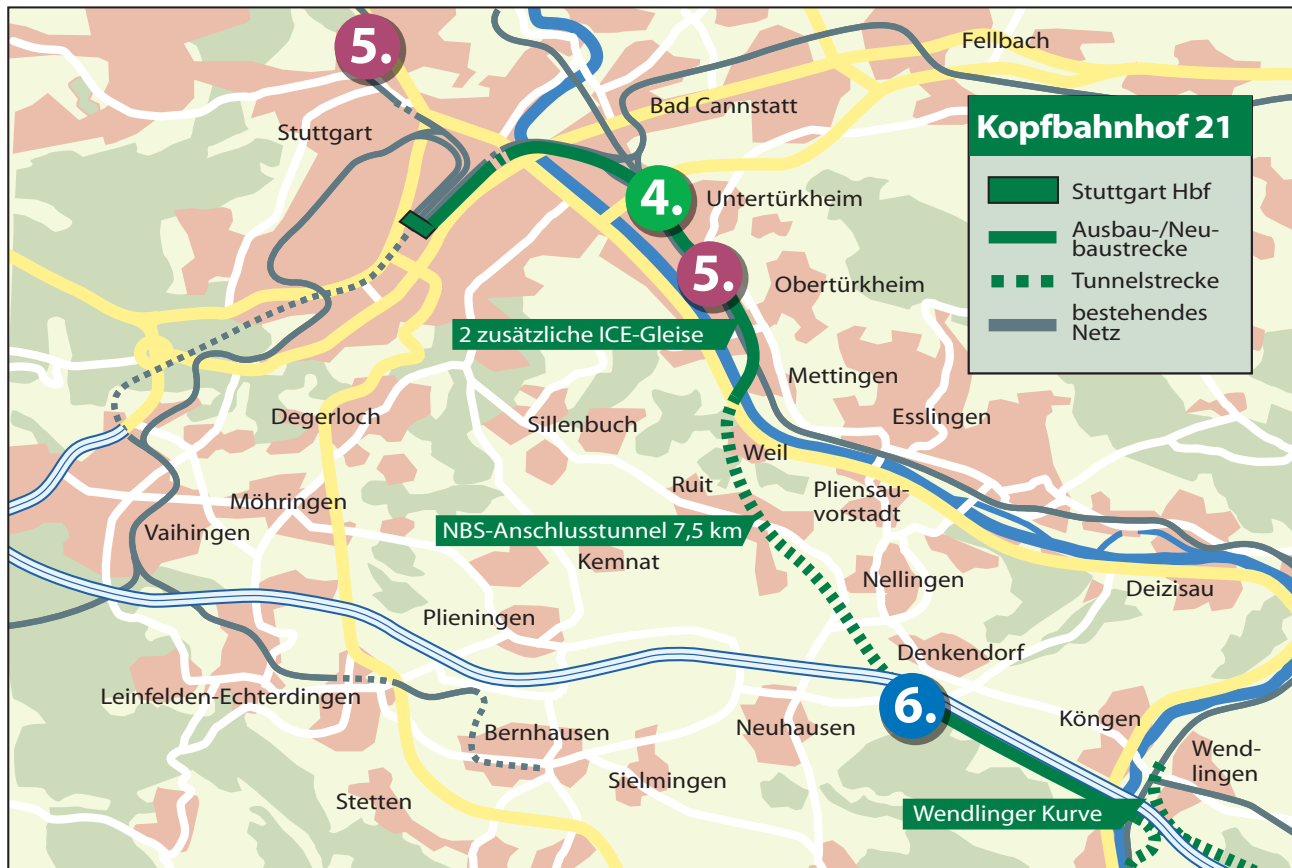 5.
Fellbach
Bad Cannstatt
Stuttgart
Kopfbahnhof 21
Stuttgart Hbf
Ausbau-/Neu-
baustrecke
Tunnelstrecke
bestehendes
Netz
4.
Untertürkheim
5.
Obertürkheim
2 zusätzliche ICE-Gleise
Mettingen
Degerloch
Sillenbuch
Esslingen
Weil
Ruit
Pliensau-
vorstadt
Möhringen
Vaihingen
NBS-Anschlusstunnel 7,5 km
Kemnat
Nellingen
Deizisau
Plieningen
Denkendorf
Leinfelden-Echterdingen
6.
Köngen
Bernhausen
Neuhausen
Wend-
lingen
Sielmingen
Stetten
Wendlinger Kurve